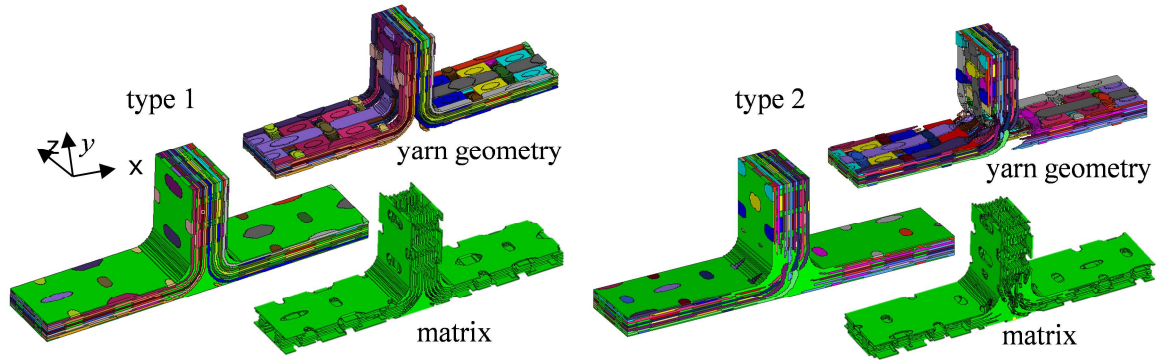 type 1
yarn geometry
z
y
x
matrix
type 2
yarn geometry
matrix